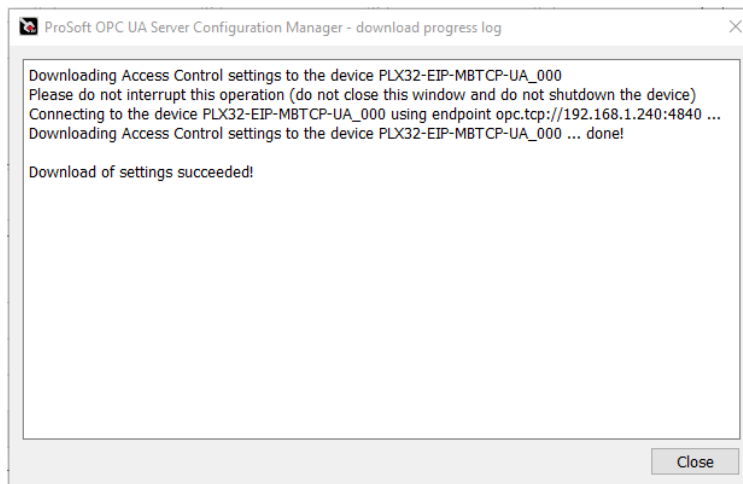 ProSoft OPC UA Server Configuration Manager - download progress log
Downloading Access Control settings to the device PLX32-EIP-MBTCP-UA_000
Please do not interrupt this operation (do not close this window and do not shutdown the device)
Connecting to the device PLX32-EIP-MBTCP-UA_000 using endpoint opc.tcp://192.168.1.240:4840 ...
Downloading Access Control settings to the device PLX32-EIP-MBTCP-UA_000 ... done!
Download of settings succeeded!
Close